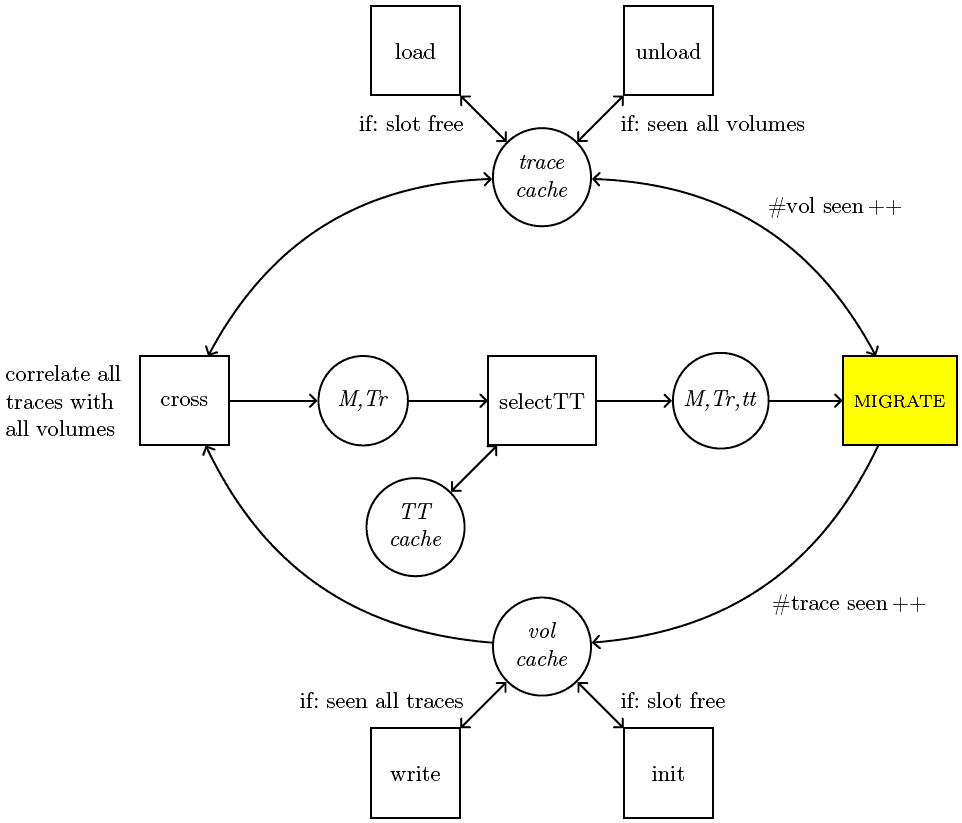 load
unload
if: slot free
if: seen all volumes
trace
cache
#vol seen ++
correlate all
traces with
all volumes
cross
M,Tr
selectTT
M,Tr,tt
MIGRATE
TT
cache
#trace seen ++
vol
cache
if: seen all traces
if: slot free
write
init